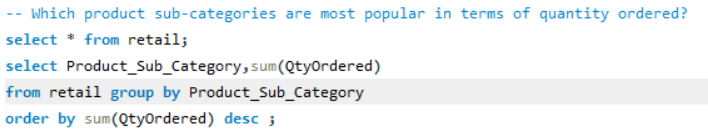 -- Which product sub-categories are most popular in terms of quantity ordered?
select * from retail;
select Product_Sub_Category,sum(QtyOrdered)
from retail group by Product_Sub_Category
order by sum(QtyOrdered) desc ;